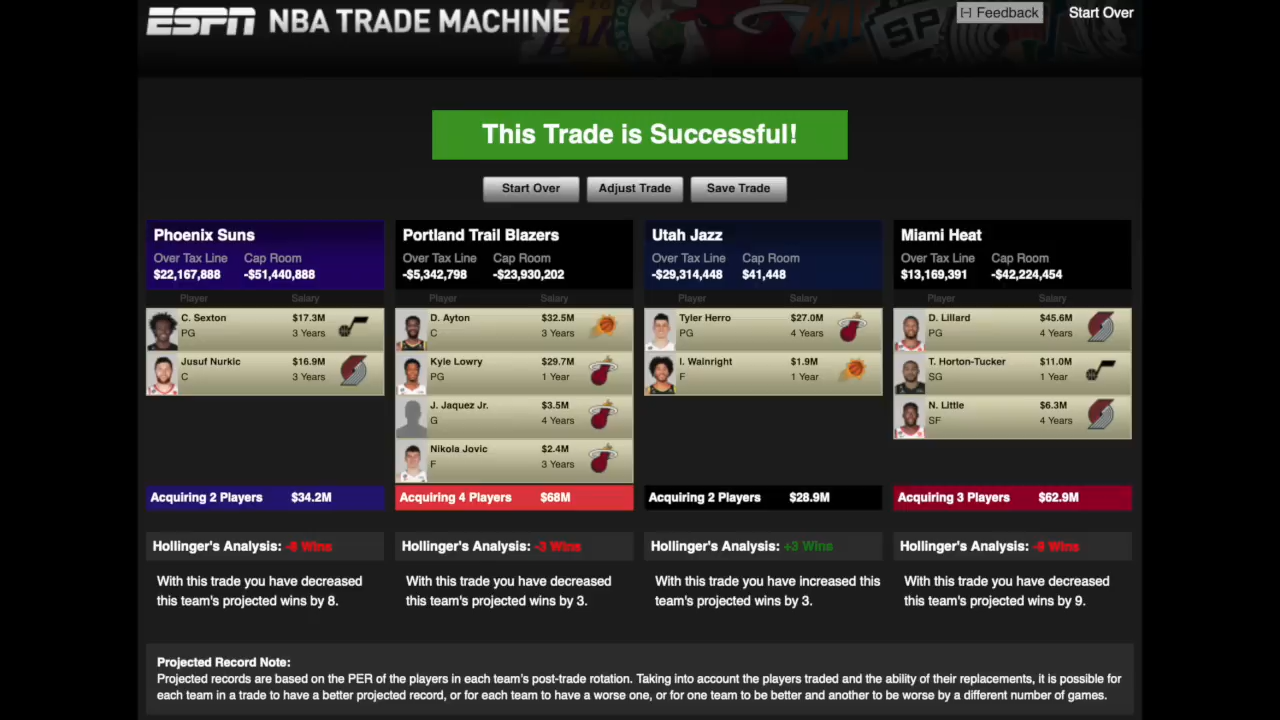 ESPN NBA TRADE MACHINE
[-] Feedback
Start Over
This Trade is Successful!
Start Over
Adjust Trade
Save Trade
Phoenix Suns
Over Tax Line Cap Room
$22,167,888 -$51,440,888
Player Salary
C. Sexton $17.3M
PG 3 Years
Jusuf Nurkic $16.9M
C 3 Years
Acquiring 2 Players $34.2M
Hollinger's Analysis: -8 Wins
With this trade you have decreased
this team's projected wins by 8.
Portland Trail Blazers
Over Tax Line Cap Room
-$5,342,798 -$23,930,202
Player Salary
D. Ayton $32.5M
C 3 Years
Kyle Lowry $29.7M
PG 1 Year
J. Jaquez Jr. $3.5M
G 4 Years
Nikola Jovic $2.4M
F 3 Years
Acquiring 4 Players $68M
Hollinger's Analysis: -3 Wins
With this trade you have decreased
this team's projected wins by 3.
Utah Jazz
Over Tax Line Cap Room
-$29,314,448 $41,448
Player Salary
Tyler Herro $27.0M
PG 4 Years
I. Wainright $1.9M
F 1 Year
Acquiring 2 Players $28.9M
Hollinger's Analysis: +3 Wins
With this trade you have increased this
team's projected wins by 3.
Miami Heat
Over Tax Line Cap Room
$13,169,391 -$42,224,454
Player Salary
D. Lillard $45.6M
PG 4 Years
T. Horton-Tucker $11.0M
SG 1 Year
N. Little $6.3M
SF 4 Years
Acquiring 3 Players $62.9M
Hollinger's Analysis: -9 Wins
With this trade you have decreased
this team's projected wins by 9.
Projected Record Note:
Projected records are based on the PER of the players in each team's post-trade rotation. Taking into account the players traded and the ability of their replacements, it is possible for
each team in a trade to have a better projected record, or for each team to have a worse one, or for one team to be better and another to be worse by a different number of games.